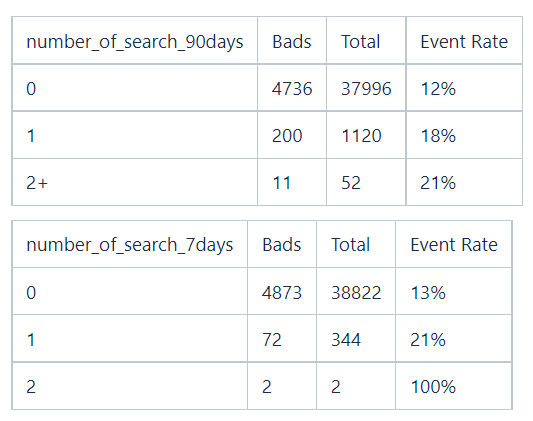 number_of_search_90days Bads Total Event Rate
0 4736 37996 12%
1 200 1120 18%
2+ 11 52 21%
number_of_search_7days Bads Total Event Rate
0 4873 38822 13%
1 72 344 21%
2 2 2 100%